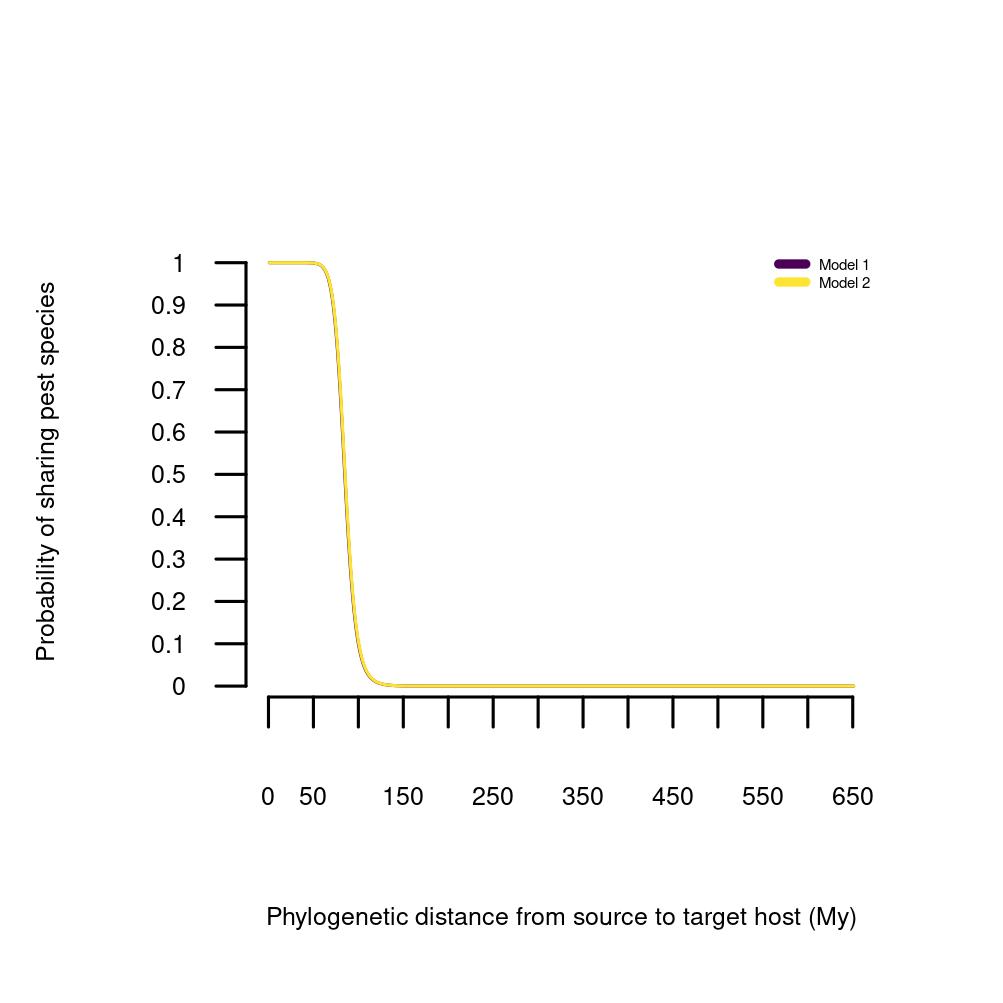 Model 1
Model 2
Probability of sharing pest species
1
0.9
0.8
0.7
0.6
0.5
0.4
0.3
0.2
0.1
0
0 50 150 250 350 450 550 650
Phylogenetic distance from source to target host (My)